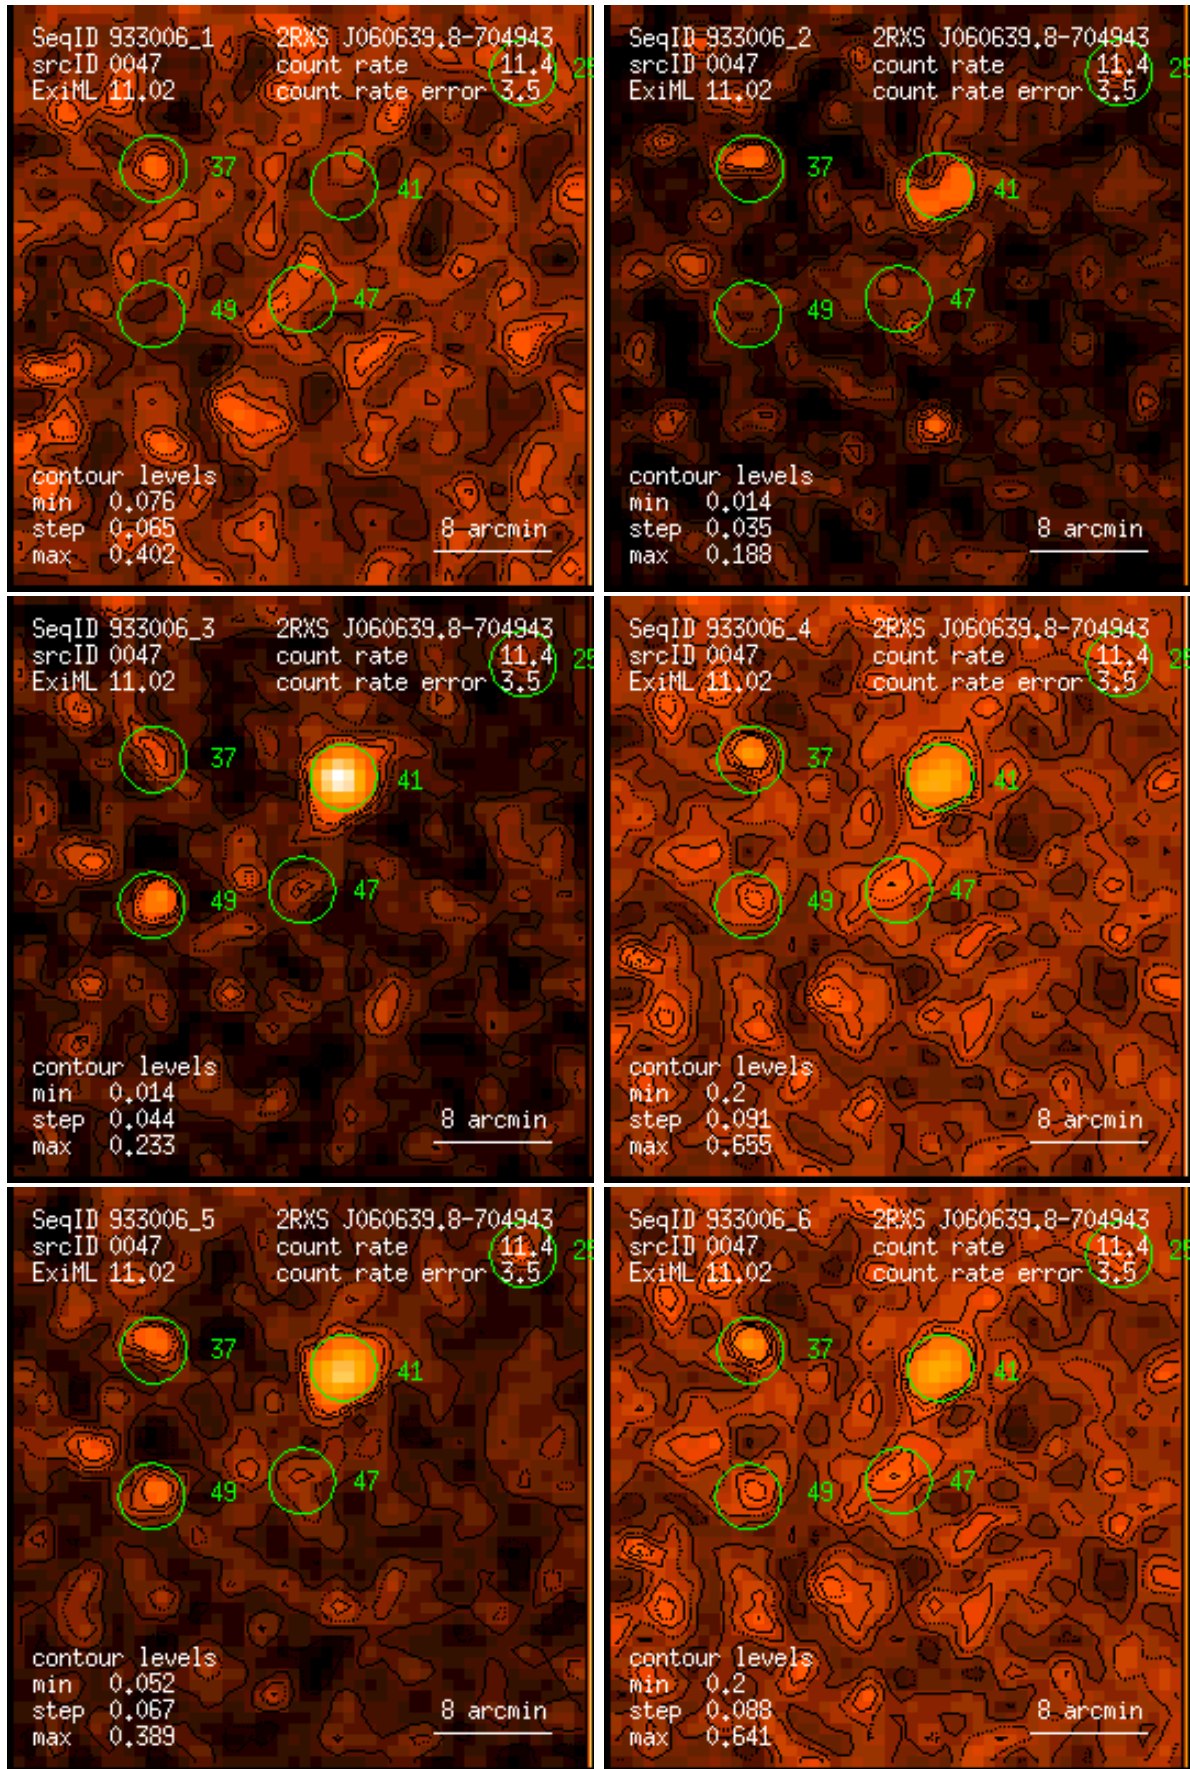 SeqID 933006_1 2RXS J060639.8-704943
srcID 0047 count rate 11.4 25
ExiML 11.02 count rate error 3.5
37
41
47
49
contour levels
min 0.076
step 0.065 8 arcmin
max 0.402
SeqID 933006_2 2RXS J060639.8-704943
srcID 0047 count rate 11.4 25
ExiML 11.02 count rate error 3.5
37
41
47
49
contour levels
min 0.014
step 0.035 8 arcmin
max 0.188
SeqID 933006_3 2RXS J060639.8-704943
srcID 0047 count rate 11.4 25
ExiML 11.02 count rate error 3.5
37
41
47
49
contour levels
min 0.014
step 0.044 8 arcmin
max 0.233
SeqID 933006_4 2RXS J060639.8-704943
srcID 0047 count rate 11.4 25
ExiML 11.02 count rate error 3.5
37
41
47
49
contour levels
min 0.2
step 0.091 8 arcmin
max 0.655
SeqID 933006_5 2RXS J060639.8-704943
srcID 0047 count rate 11.4 25
ExiML 11.02 count rate error 3.5
37
41
47
49
contour levels
min 0.052
step 0.067 8 arcmin
max 0.389
SeqID 933006_6 2RXS J060639.8-704943
srcID 0047 count rate 11.4 25
ExiML 11.02 count rate error 3.5
37
41
47
49
contour levels
min 0.2
step 0.088 8 arcmin
max 0.641